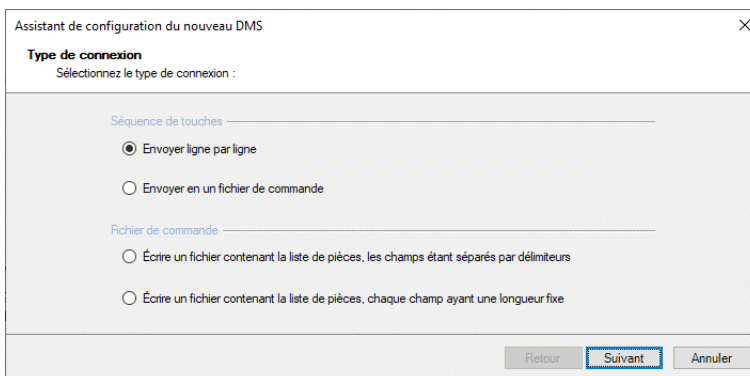 Assistant de configuration du nouveau DMS
Type de connexion
Sélectionnez le type de connexion :
Séquence de touches
Envoyer ligne par ligne
Envoyer en un fichier de commande
Fichier de commande
Écrire un fichier contenant la liste de pièces, les champs étant séparés par délimiteurs
Écrire un fichier contenant la liste de pièces, chaque champ ayant une longueur fixe
Retour Suivant Annuler